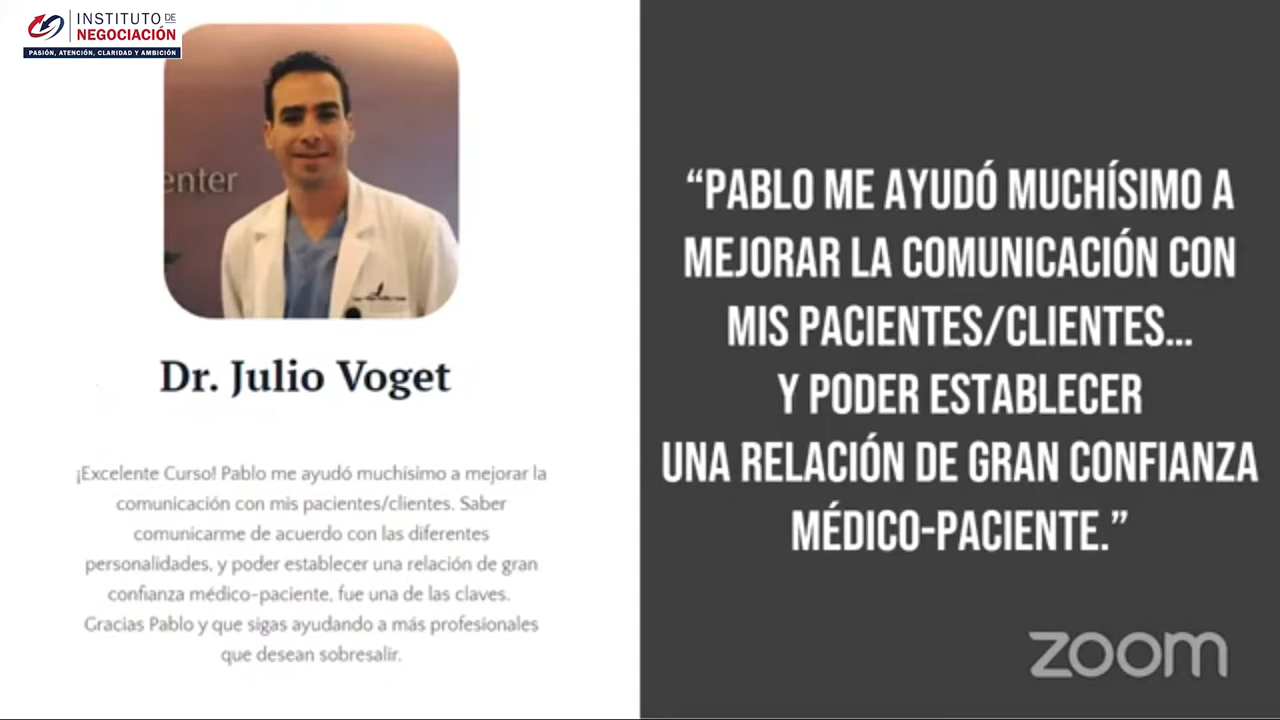 INSTITUTO DE
NEGOCIACIÓN
PASIÓN, ATENCIÓN, CLARIDAD Y AMBICIÓN
enter
Dr. Julio Voget
¡Excelente Curso! Pablo me ayudó muchísimo a mejorar la
comunicación con mis pacientes/clientes. Saber
comunicarme de acuerdo con las diferentes
personalidades, y poder establecer una relación de gran
confianza médico-paciente, fue una de las claves.
Gracias Pablo y que sigas ayudando a más profesionales
que desean sobresalir.
“PABLO ME AYUDÓ MUCHÍSIMO A
MEJORAR LA COMUNICACIÓN CON
MIS PACIENTES/CLIENTES...
Y PODER ESTABLECER
UNA RELACIÓN DE GRAN CONFIANZA
MÉDICO-PACIENTE.”
zoom